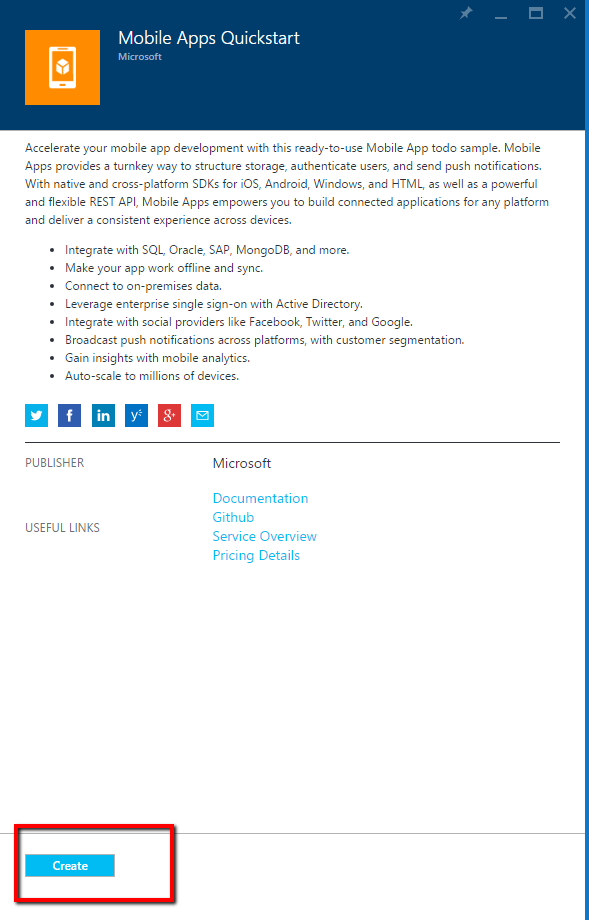 Mobile Apps Quickstart
Microsoft
Accelerate your mobile app development with this ready-to-use Mobile App todo sample. Mobile
Apps provides a turnkey way to structure storage, authenticate users, and send push notifications.
With native and cross-platform SDKs for iOS, Android, Windows, and HTML, as well as a powerful
and flexible REST API, Mobile Apps empowers you to build connected applications for any platform
and deliver a consistent experience across devices.
• Integrate with SQL, Oracle, SAP, MongoDB, and more.
• Make your app work offline and sync.
• Connect to on-premises data.
• Leverage enterprise single sign-on with Active Directory.
• Integrate with social providers like Facebook, Twitter, and Google.
• Broadcast push notifications across platforms, with customer segmentation.
• Gain insights with mobile analytics.
• Auto-scale to millions of devices.
f in y g+
PUBLISHER Microsoft
Documentation
Github
USEFUL LINKS
Service Overview
Pricing Details
Create